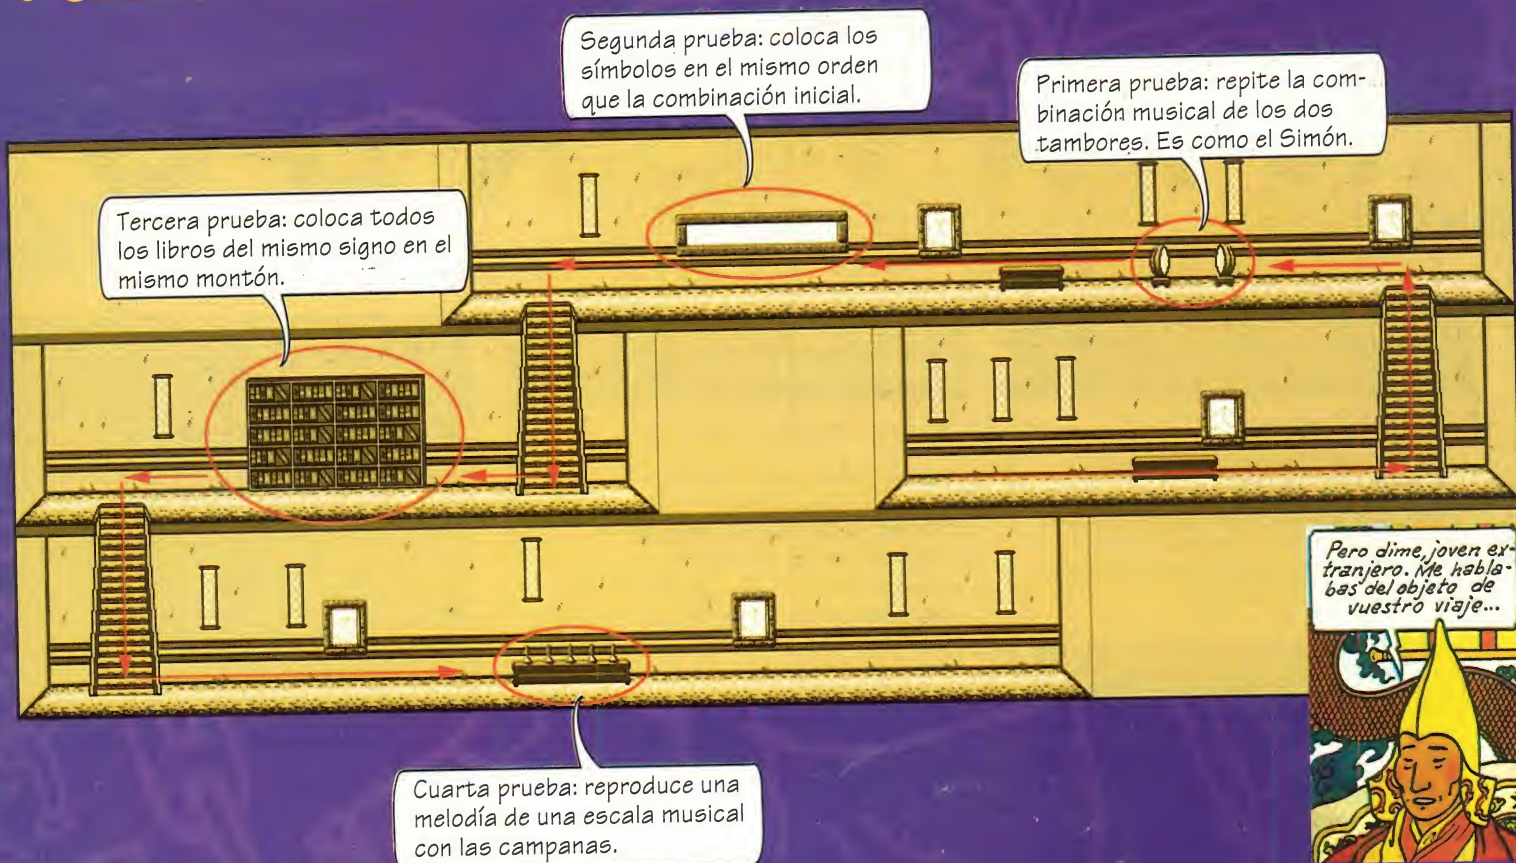 Segunda prueba: coloca los
símbolos en el mismo orden
que la combinación inicial.
Primera prueba: repite la com-
binación musical de los dos
tambores. Es como el Simón.
Tercera prueba: coloca todos
los libros del mismo signo en el
mismo montón.
Pero dime, joven ex-
tranjero. Me habla-
bas del objeto de
vuestro viaje...
Cuarta prueba: reproduce una
melodía de una escala musical
con las campanas.